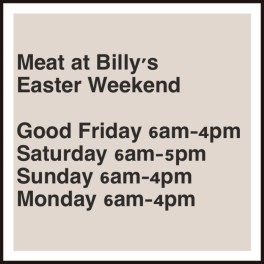 Meat at Billy's
Easter Weekend
Good Friday 6am-4pm
Saturday 6am-5pm
Sunday 6am-4pm
Monday 6am-4pm